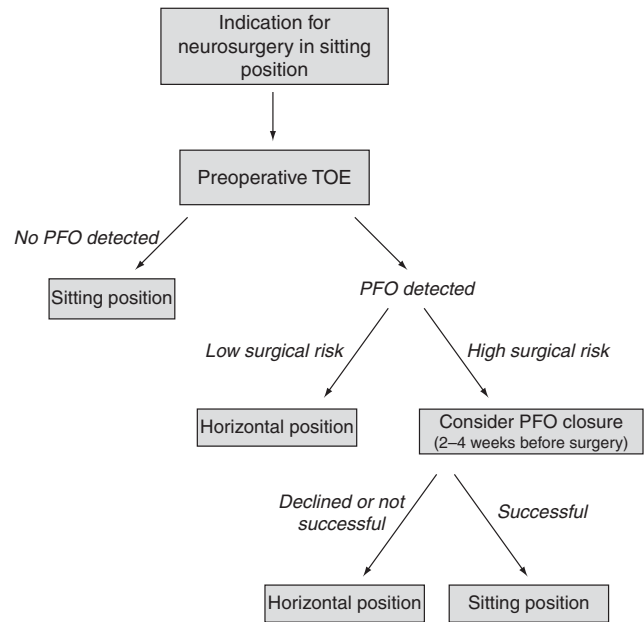 Indication for
neurosurgery in sitting
position
Preoperative TOE
No PFO detected
Sitting position
PFO detected
Low surgical risk
High surgical risk
Horizontal position
Consider PFO closure
(2–4 weeks before surgery)
Declined or not
successful
Successful
Horizontal position
Sitting position